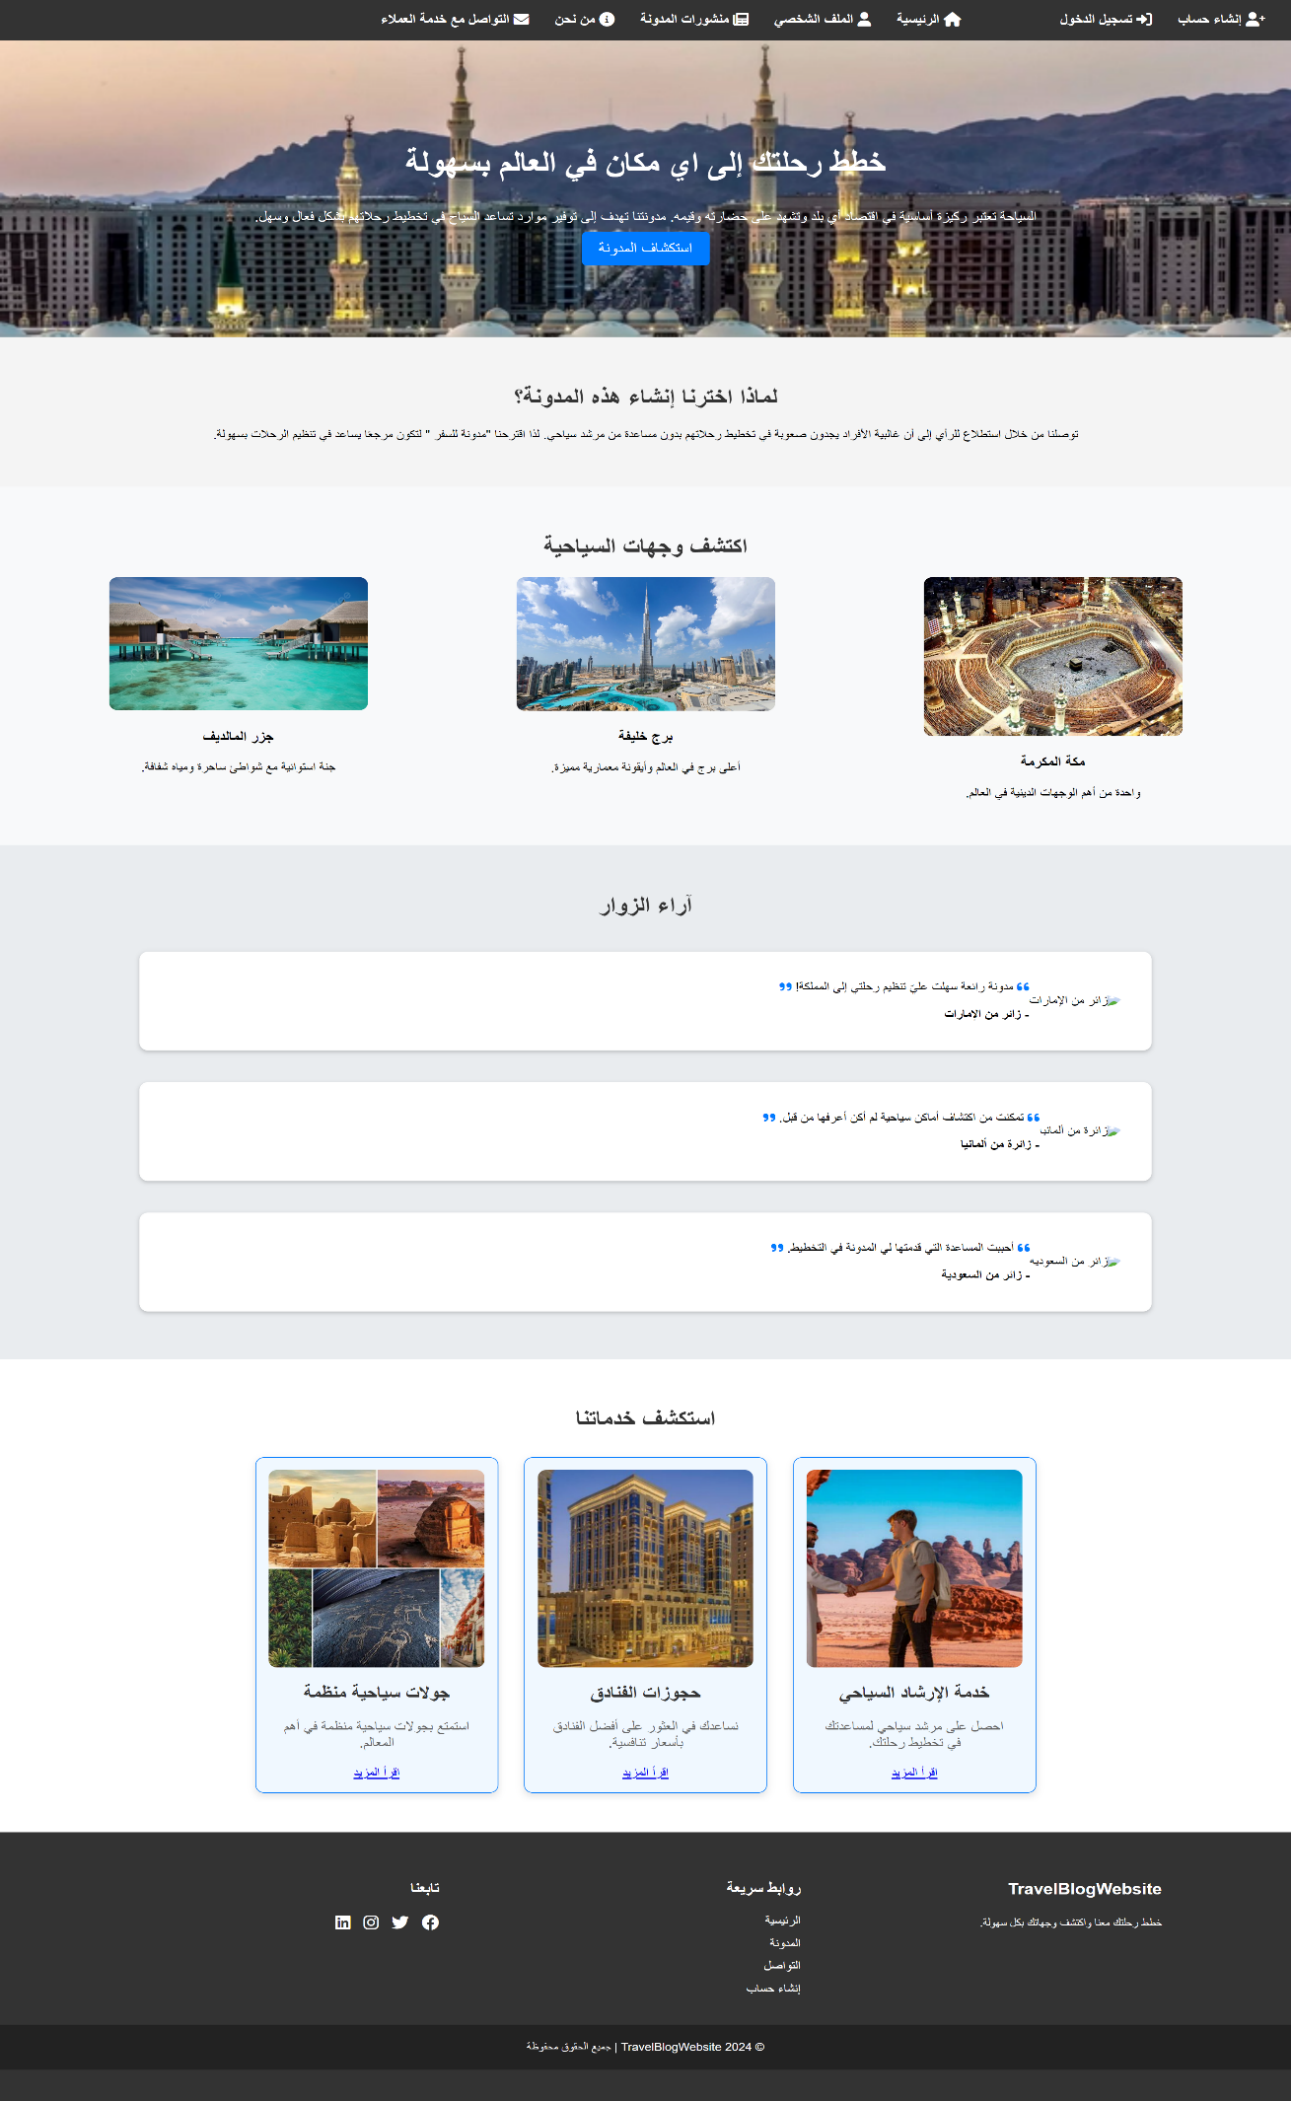 إنشاء حساب
تسجيل الدخول
الرئيسية
الملف الشخصي
منشورات المدونة
من نحن
التواصل مع خدمة العملاء
خطط رحلتك إلى اي مكان في العالم بسهولة
السياحة تعتبر ركيزة أساسية في اقتصاد أي بلد وتشهد على حضارته وقيمه. مدونتنا تهدف إلى توفير موارد تساعد السياح في تخطيط رحلاتهم بشكل فعال وسهل.
استكشاف المدونة
لماذا اخترنا إنشاء هذه المدونة؟
توصلنا من خلال استطلاع للرأي إلى أن غالبية الأفراد يجدون صعوبة في تخطيط رحلاتهم بدون مساعدة من مرشد سياحي. لذا اقترحنا "مدونة للسفر " لتكون مرجعا يساعد في تنظيم الرحلات بسهولة.
اكتشف وجهات السياحية
مكة المكرمة
واحدة من أهم الوجهات الدينية في العالم.
برج خليفة
أعلى برج في العالم وأيقونة معمارية مميزة.
جزر المالديف
جنة استوائية مع شواطئ ساحرة ومياه شفافة.
آراء الزوار
زائر من الإمارات
❝ مدونة رائعة سهلت عليّ تنظيم رحلتي إلى المملكة! ❞
- زائر من الامارات
زائرة من ألمانيا
❝ تمكنت من اكتشاف أماكن سياحية لم أكن أعرفها من قبل. ❞
- زائرة من ألمانيا
زائر من السعوديه
❝ أحببت المساعدة التي قدمتها لي المدونة في التخطيط. ❞
- زائر من السعودية
استكشف خدماتنا
خدمة الإرشاد السياحي
احصل على مرشد سياحي لمساعدتك
في تخطيط رحلتك.
اقرأ المزيد
حجوزات الفنادق
نساعدك في العثور على أفضل الفنادق
بأسعار تنافسية.
اقرأ المزيد
جولات سياحية منظمة
استمتع بجولات سياحية منظمة في أهم
المعالم.
اقرأ المزيد
TravelBlogWebsite
خطط رحلتك معنا واكتشف وجهاتك بكل سهولة.
روابط سريعة
الرئيسية
المدونة
التواصل
إنشاء حساب
تابعنا
© 2024 TravelBlogWebsite | جميع الحقوق محفوظة